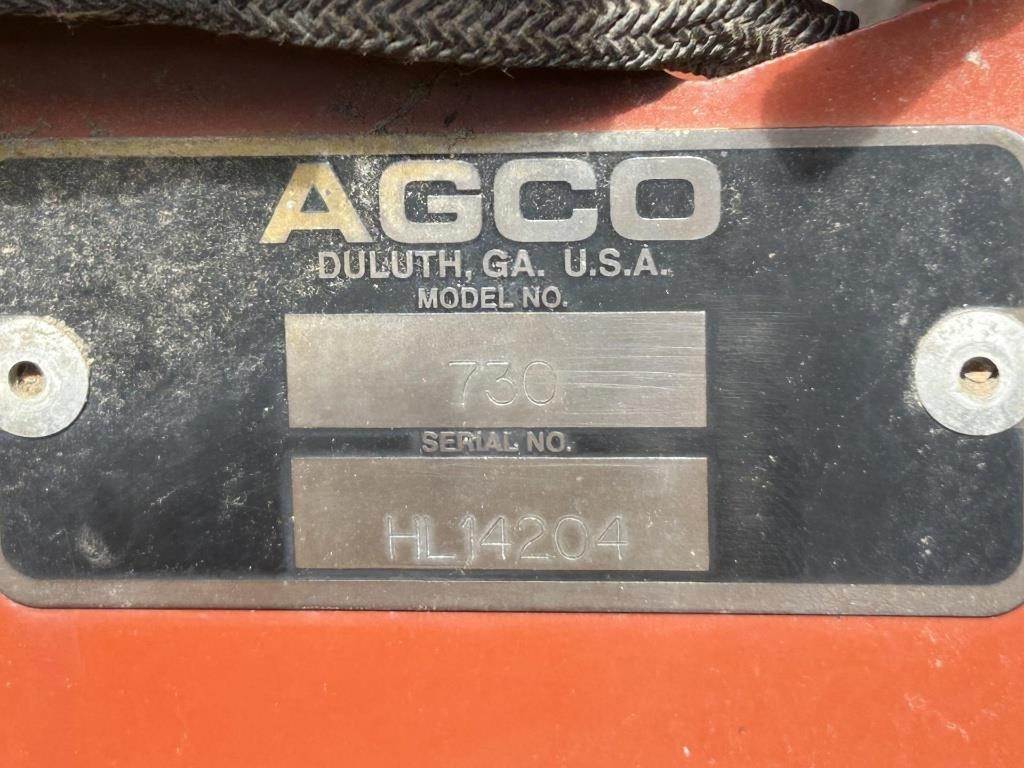 AGCO
DULUTH, GA. U.S.A.
MODEL NO.
730
SERIAL NO.
HL14204